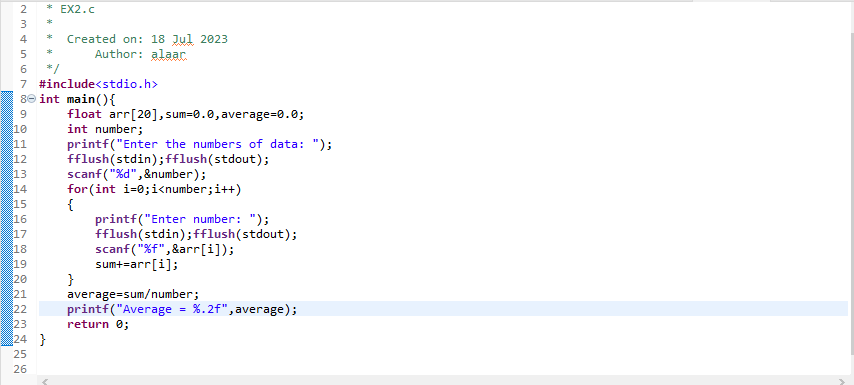 2 * EX2.c
3 *
4 *  Created on: 18 Jul 2023
5 *      Author: alaar
6 */
7 #include<stdio.h>
8 int main(){
9     float arr[20],sum=0.0,average=0.0;
10     int number;
11     printf("Enter the numbers of data: ");
12     fflush(stdin);fflush(stdout);
13     scanf("%d",&number);
14     for(int i=0;i<number;i++)
15     {
16         printf("Enter number: ");
17         fflush(stdin);fflush(stdout);
18         scanf("%f",&arr[i]);
19         sum+=arr[i];
20     }
21     average=sum/number;
22     printf("Average = %.2f",average);
23     return 0;
24 }
25
26